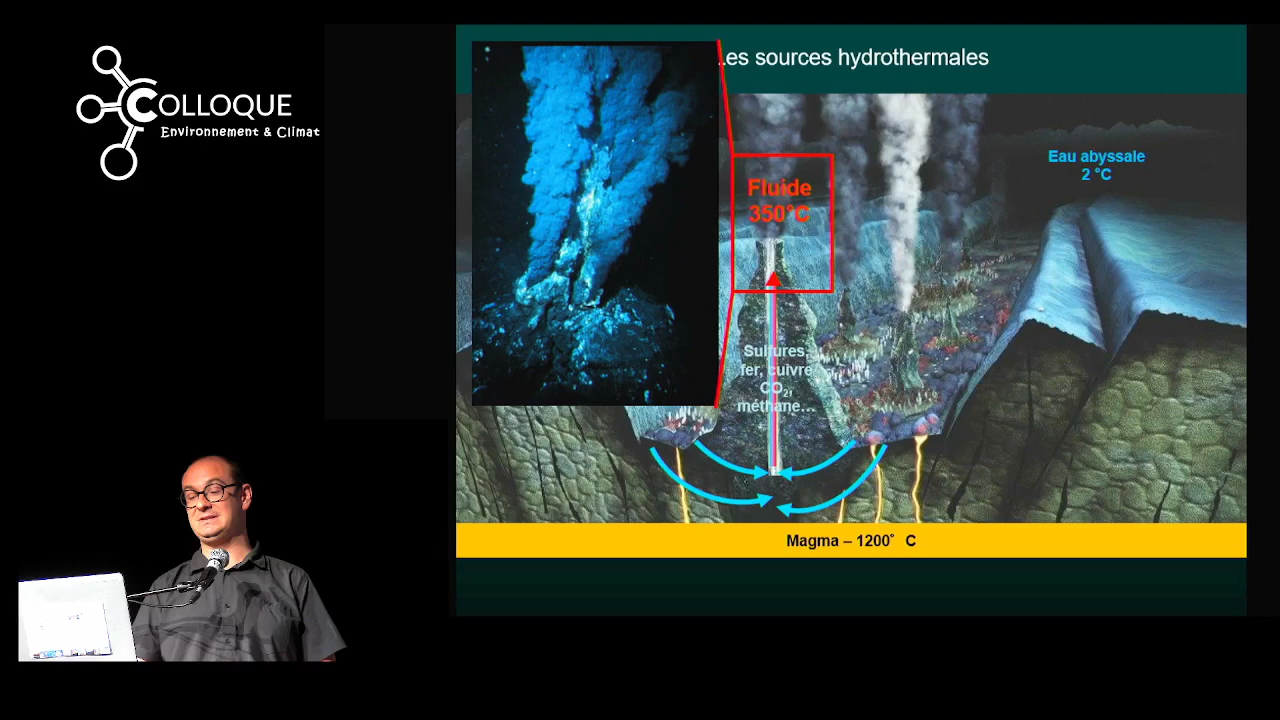 COLLOQUE
Environnement & Climat
Les sources hydrothermales
Eau abyssale
2 °C
Fluide
350°C
Sulfures,
fer, cuivre
CO2,
méthane…
Magma – 1200° C